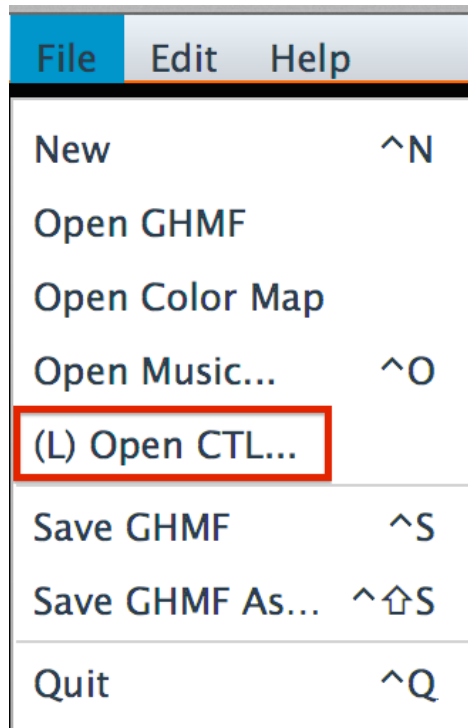 File Edit Help
New ^N
Open GHMF
Open Color Map
Open Music... ^O
(L) Open CTL...
Save GHMF ^S
Save GHMF As... ^⇧S
Quit ^Q